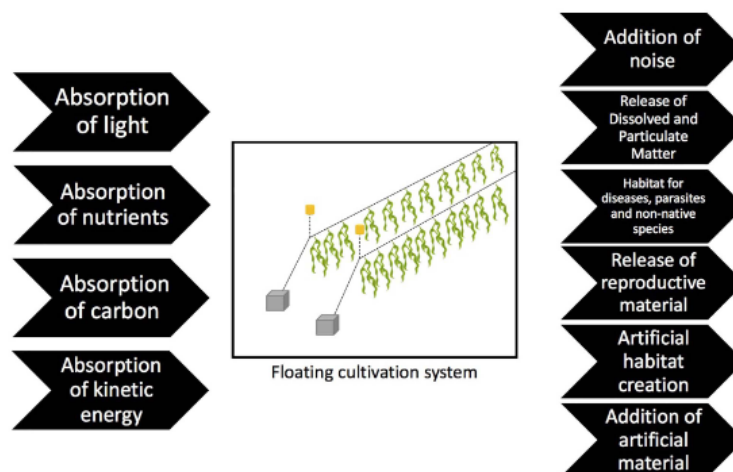 Absorption
of light
Absorption
of nutrients
Absorption
of carbon
Absorption
of kinetic
energy
Floating cultivation system
Addition of
noise
Release of
Dissolved and
Particulate
Matter
Habitat for
diseases, parasites
and non-native
species
Release of
reproductive
material
Artificial
habitat
creation
Addition of
artificial
material